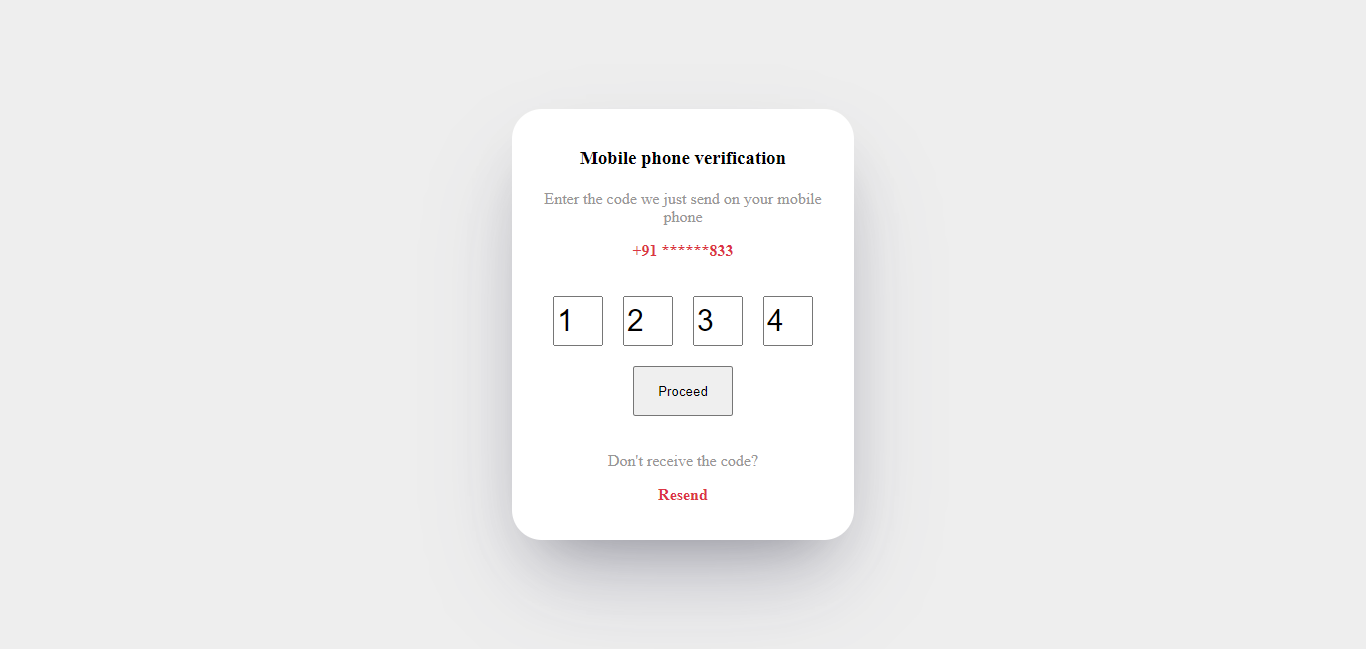 Mobile phone verification
Enter the code we just send on your mobile
phone
+91 ******833
1 2 3 4
Proceed
Don't receive the code?
Resend